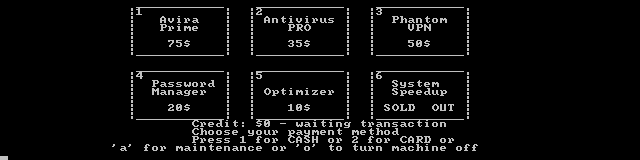 1 2 3
Avira Antivirus Phantom
Prime PRO VPN
75$ 35$ 50$
4 5 6
Password System
Manager Optimizer Speedup
20$ 10$ SOLD OUT
Credit: $0 - waiting transaction
Choose your payment method
Press 1 for CASH or 2 for CARD or
'a' for maintenance or 'o' to turn machine off